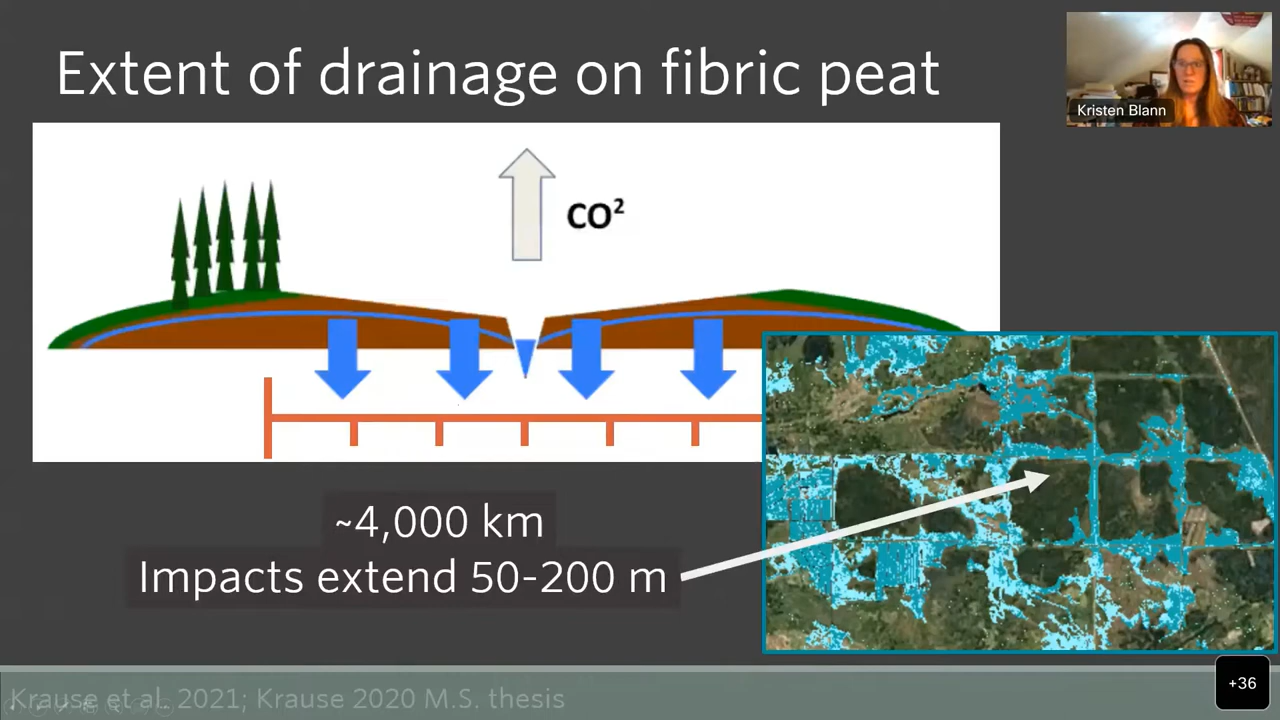 Extent of drainage on fibric peat
Kristen Blann
CO²
~4,000 km
Impacts extend 50-200 m
Krause et al. 2021; Krause 2020 M.S. thesis
+36